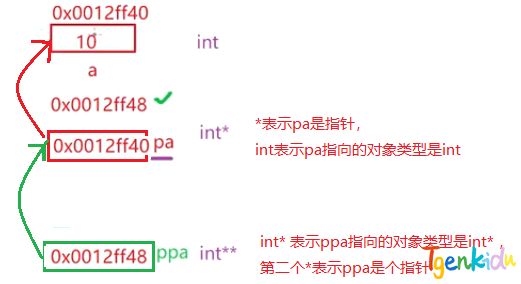 0x0012ff40
10
int
a
0x0012ff48
0x0012ff40 pa
int*
*表示pa是指针，
int表示pa指向的对象类型是int
0x0012ff48 ppa
int**
int* 表示ppa指向的对象类型是int* ，
第二个*表示ppa是个指针
Tgenkidu